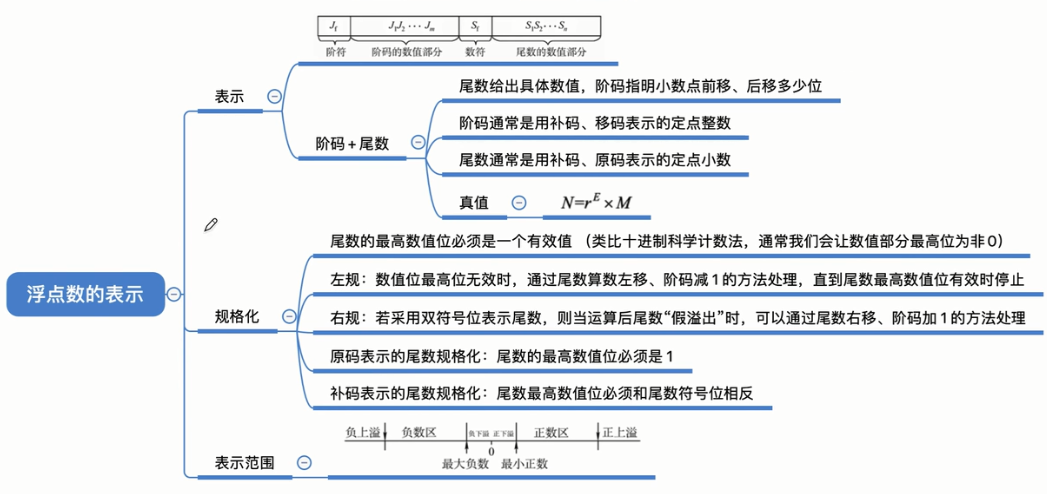 J_f J_1J_2 ··· J_m S_f S_1S_2 ··· S_n
阶符 阶码的数值部分 数符 尾数的数值部分
表示
阶码 + 尾数
尾数给出具体数值，阶码指明小数点前移、后移多少位
阶码通常是用补码、移码表示的定点整数
尾数通常是用补码、原码表示的定点小数
真值
N=r^E × M
浮点数的表示
规格化
尾数的最高数值位必须是一个有效值 （类比十进制科学计数法，通常我们会让数值部分最高位为非0）
左规：数值位最高位无效时，通过尾数算数左移、阶码减1的方法处理，直到尾数最高数值位有效时停止
右规：若采用双符号位表示尾数，则当运算后尾数“假溢出”时，可以通过尾数右移、阶码加1的方法处理
原码表示的尾数规格化：尾数的最高数值位必须是1
补码表示的尾数规格化：尾数最高数值位必须和尾数符号位相反
表示范围
负上溢 负数区 负下溢 正下溢 正数区 正上溢
0
最大负数 最小正数